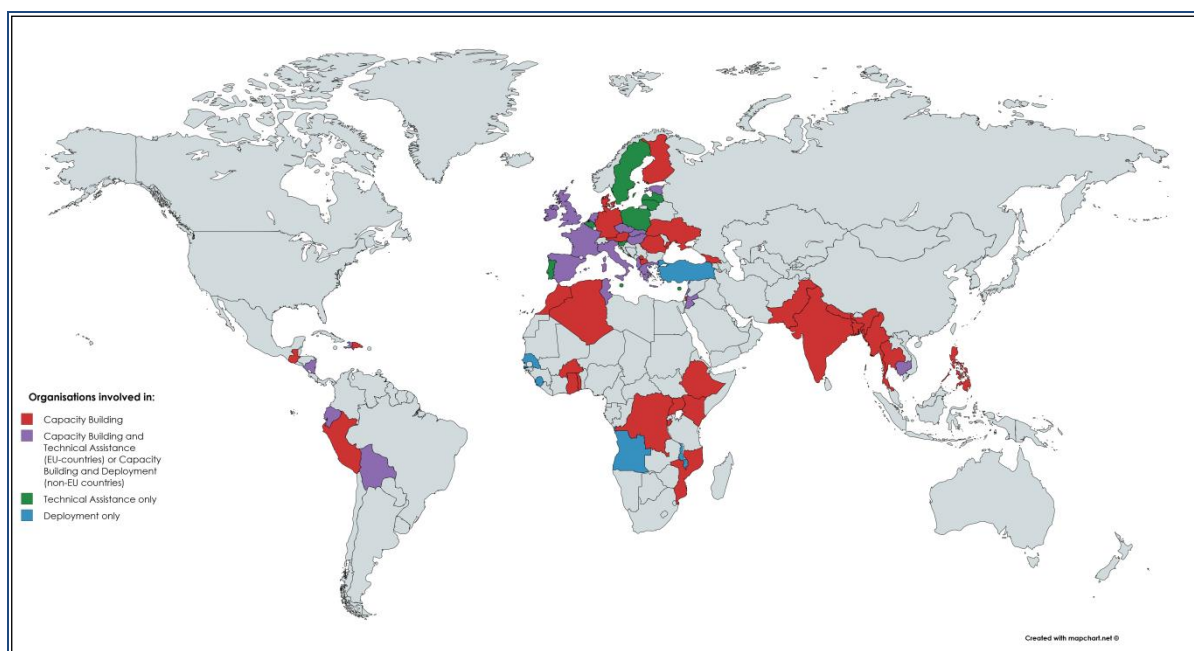 Organisations involved in:
Capacity Building
Capacity Building and
Technical Assistance
(EU-countries) or Capacity
Building and Deployment
(non-EU countries)
Technical Assistance only
Deployment only
Created with mapchart.net ©